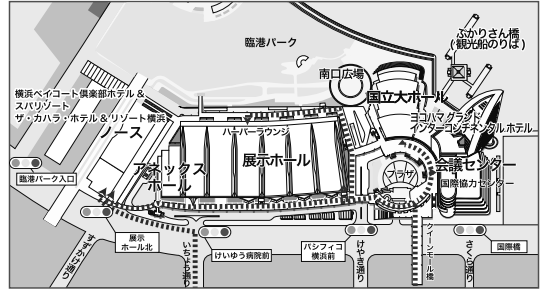 臨港パーク
ぷかりさん橋
(観光船のりば)
南口広場
国立大ホール
横浜ベイコート倶楽部ホテル &
スパリゾート
ザ・カハラ・ホテル & リゾート横浜
ヨコハマ グランド
インターコンチネンタル ホテル
ノース
ハーバーラウンジ
展示ホール
アネックス
ホール
会議センター
プラザ
国際協力センター
臨港パーク入口
展示
ホール北
けいゆう病院前
パシフィコ
横浜前
国際橋
すずかけ通り
いちょう通り
けやき通り
クイーンモール橋
さくら通り